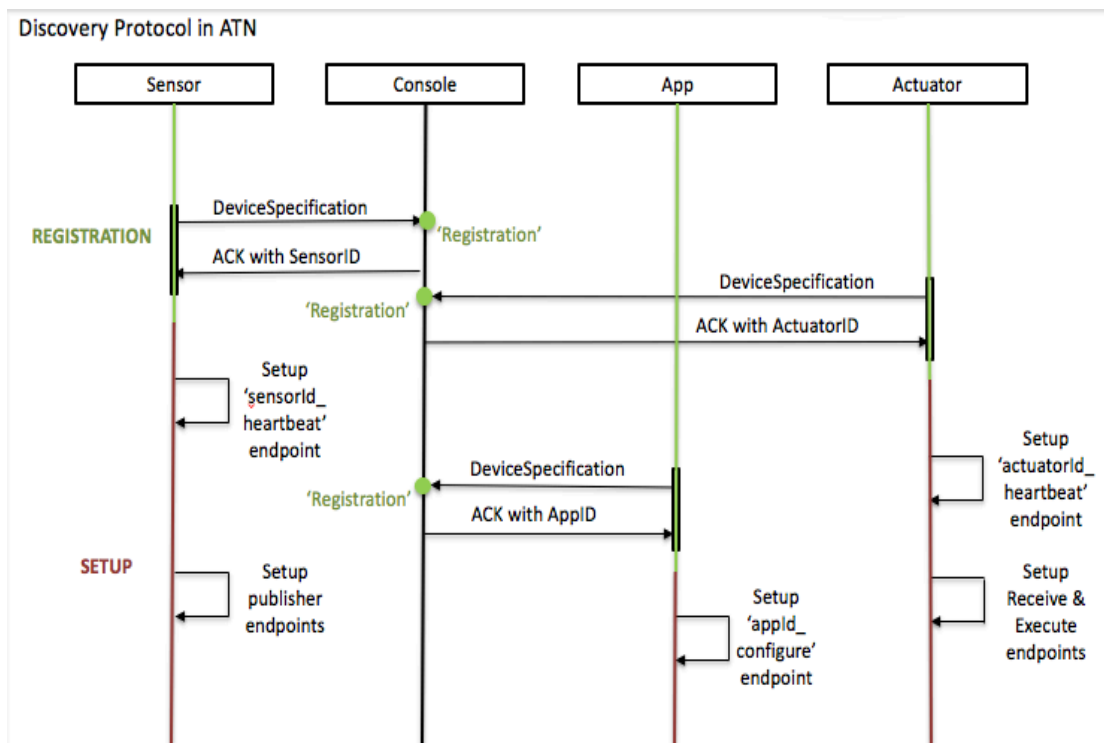 Discovery Protocol in ATN
Sensor
Console
App
Actuator
DeviceSpecification
REGISTRATION
'Registration'
ACK with SensorID
DeviceSpecification
'Registration'
ACK with ActuatorID
Setup
'sensorId_
heartbeat'
endpoint
Setup
'actuatorId_
heartbeat'
endpoint
DeviceSpecification
'Registration'
ACK with AppID
SETUP
Setup
publisher
endpoints
Setup
'appId_
configure'
endpoint
Setup
Receive &
Execute
endpoints